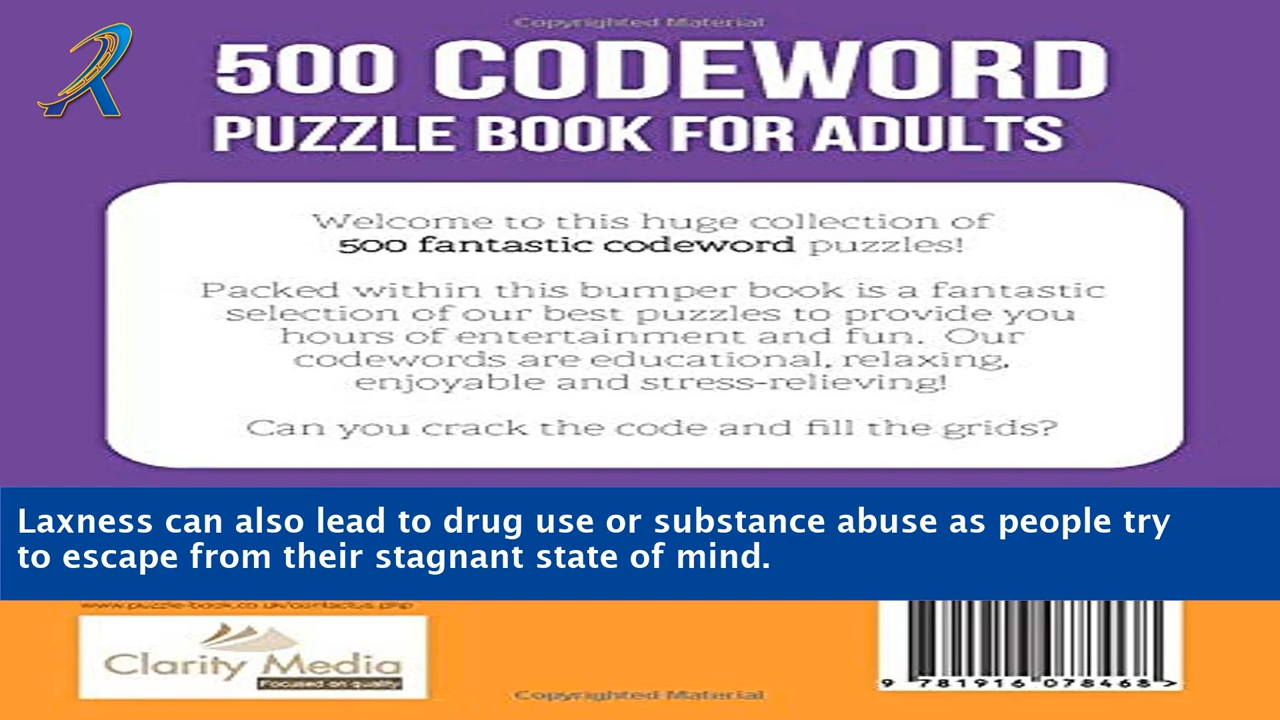 Copyrighted Material
500 CODEWORD
PUZZLE BOOK FOR ADULTS
Welcome to this huge collection of
500 fantastic codeword puzzles!
Packed within this bumper book is a fantastic
selection of our best puzzles to provide you
hours of entertainment and fun. Our
codewords are educational, relaxing,
enjoyable and stress-relieving!
Can you crack the code and fill the grids?
Laxness can also lead to drug use or substance abuse as people try
to escape from their stagnant state of mind.
www.puzzle-book.co.uk/contactus.php
Clarity Media
Focused on quality
9 781916 078468 >
Copyrighted Material